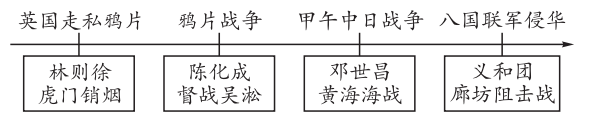 英国走私鸦片 鸦片战争 甲午中日战争 八国联军侵华
林则徐 陈化成 邓世昌 义和团
虎门销烟 督战吴淞 黄海海战 廊坊阻击战